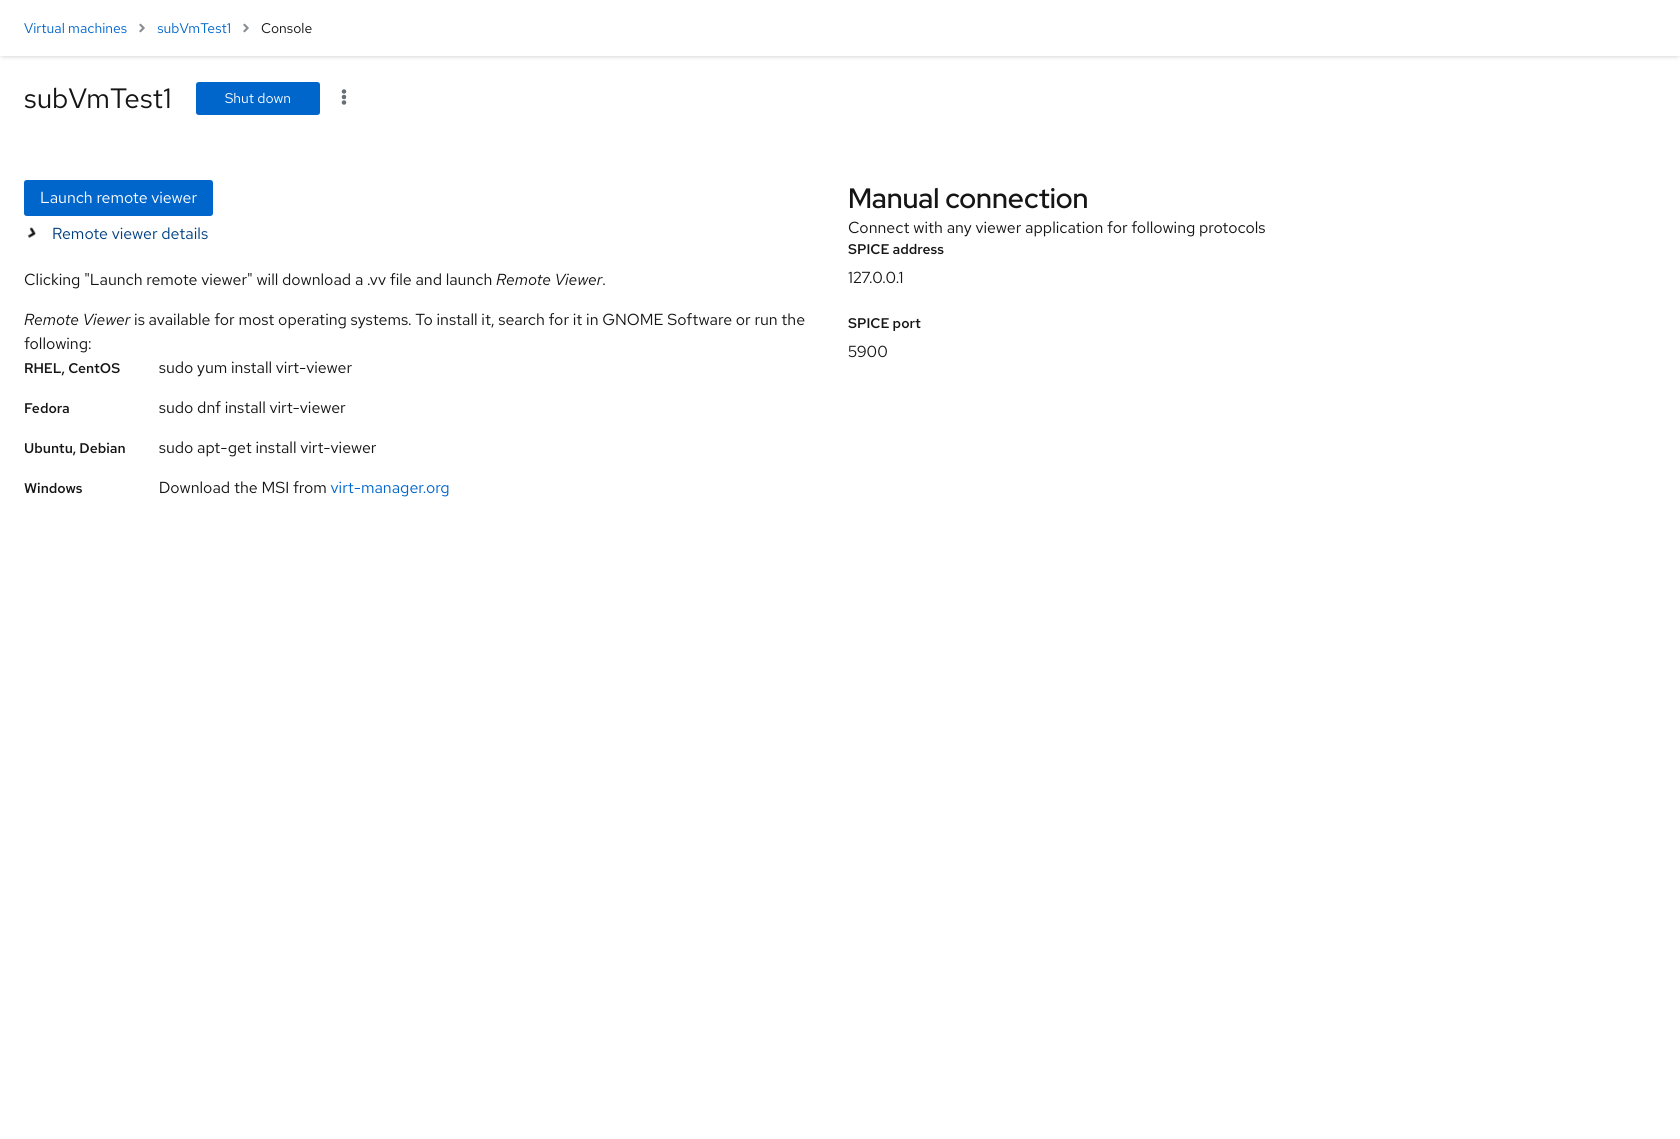 Virtual machines > subVmTest1 > Console
subVmTest1
Shut down
Launch remote viewer
Remote viewer details
Clicking "Launch remote viewer" will download a .vv file and launch Remote Viewer.
Remote Viewer is available for most operating systems. To install it, search for it in GNOME Software or run the
following:
RHEL, CentOS sudo yum install virt-viewer
Fedora sudo dnf install virt-viewer
Ubuntu, Debian sudo apt-get install virt-viewer
Windows Download the MSI from virt-manager.org
Manual connection
Connect with any viewer application for following protocols
SPICE address
127.0.0.1
SPICE port
5900